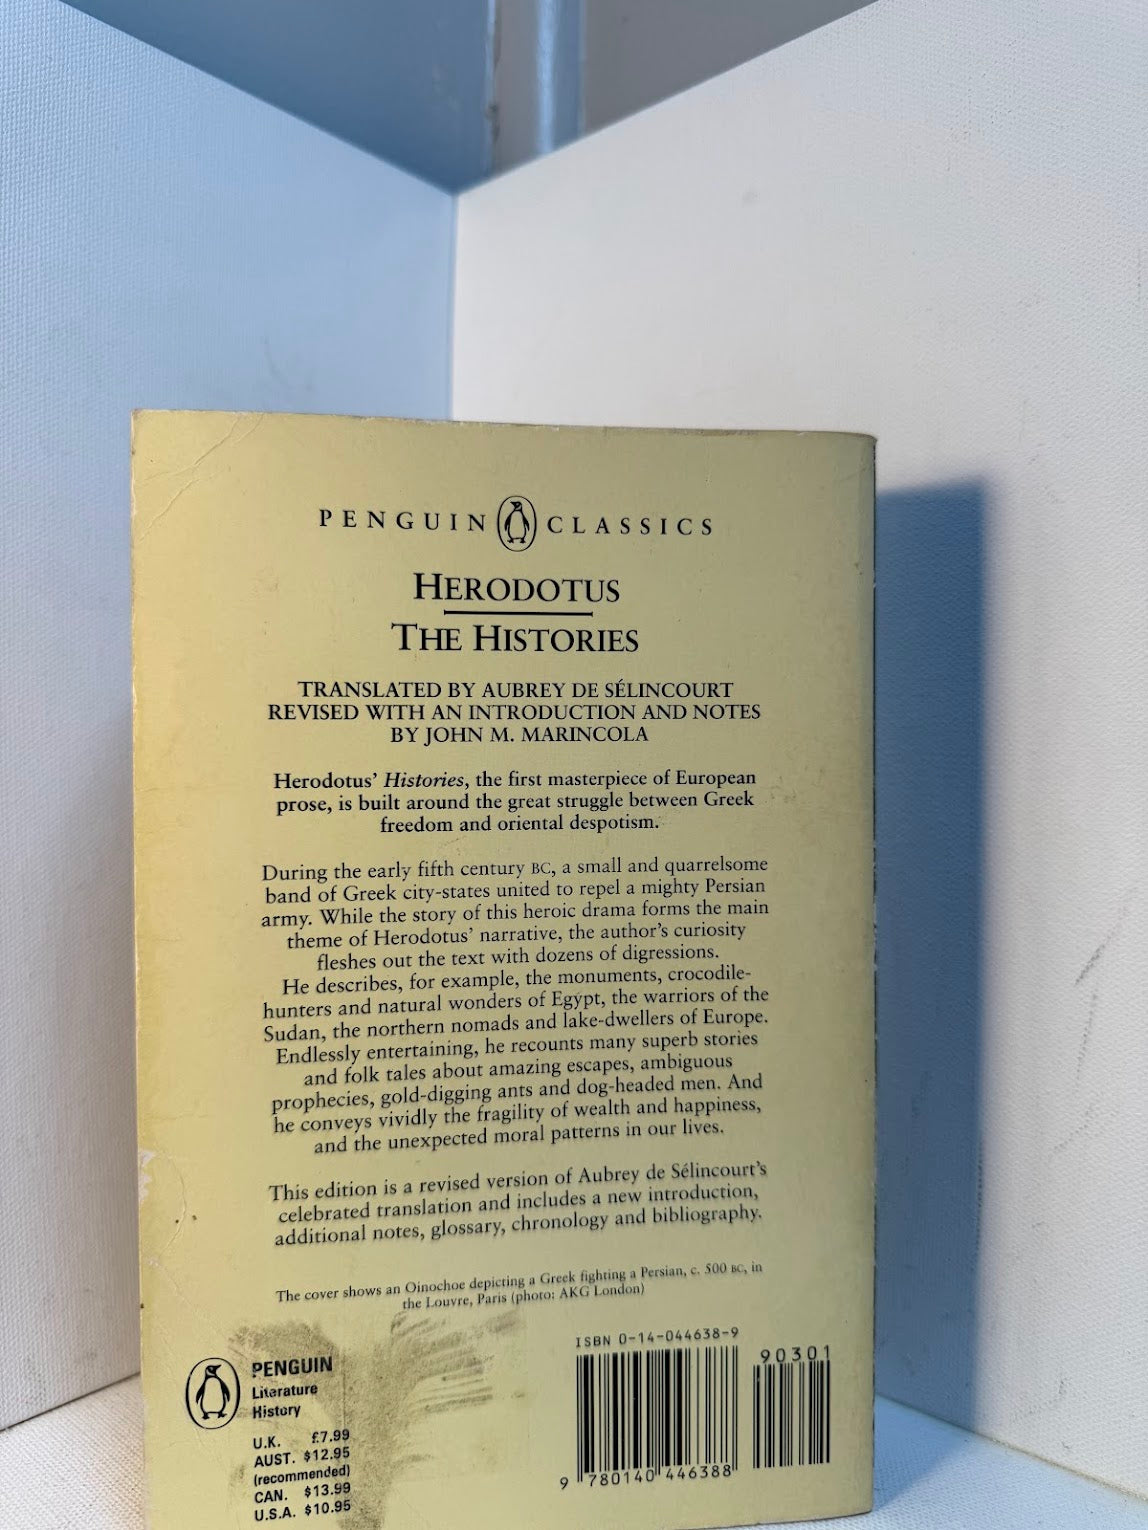 PENGUIN CLASSICS
HERODOTUS
THE HISTORIES
TRANSLATED BY AUBREY DE SÉLINCOURT
REVISED WITH AN INTRODUCTION AND NOTES
BY JOHN M. MARINCOLA
Herodotus' Histories, the first masterpiece of European
prose, is built around the great struggle between Greek
freedom and oriental despotism.
During the early fifth century BC, a small and quarrelsome
band of Greek city-states united to repel a mighty Persian
army. While the story of this heroic drama forms the main
theme of Herodotus' narrative, the author's curiosity
fleshes out the text with dozens of digressions.
He describes, for example, the monuments, crocodile-
hunters and natural wonders of Egypt, the warriors of the
Sudan, the northern nomads and lake-dwellers of Europe.
Endlessly entertaining, he recounts many superb stories
and folk tales about amazing escapes, ambiguous
prophecies, gold-digging ants and dog-headed men. And
he conveys vividly the fragility of wealth and happiness,
and the unexpected moral patterns in our lives.
This edition is a revised version of Aubrey de Sélincourt's
celebrated translation and includes a new introduction,
additional notes, glossary, chronology and bibliography.
The cover shows an Oinochoe depicting a Greek fighting a Persian, c. 500 BC, in
the Louvre, Paris (photo: AKG London)
PENGUIN
Literature
History
U.K. £7.99
AUST. $12.95
(recommended)
CAN. $13.99
U.S.A. $10.95
ISBN 0-14-044638-9
90301
9 780140 446388